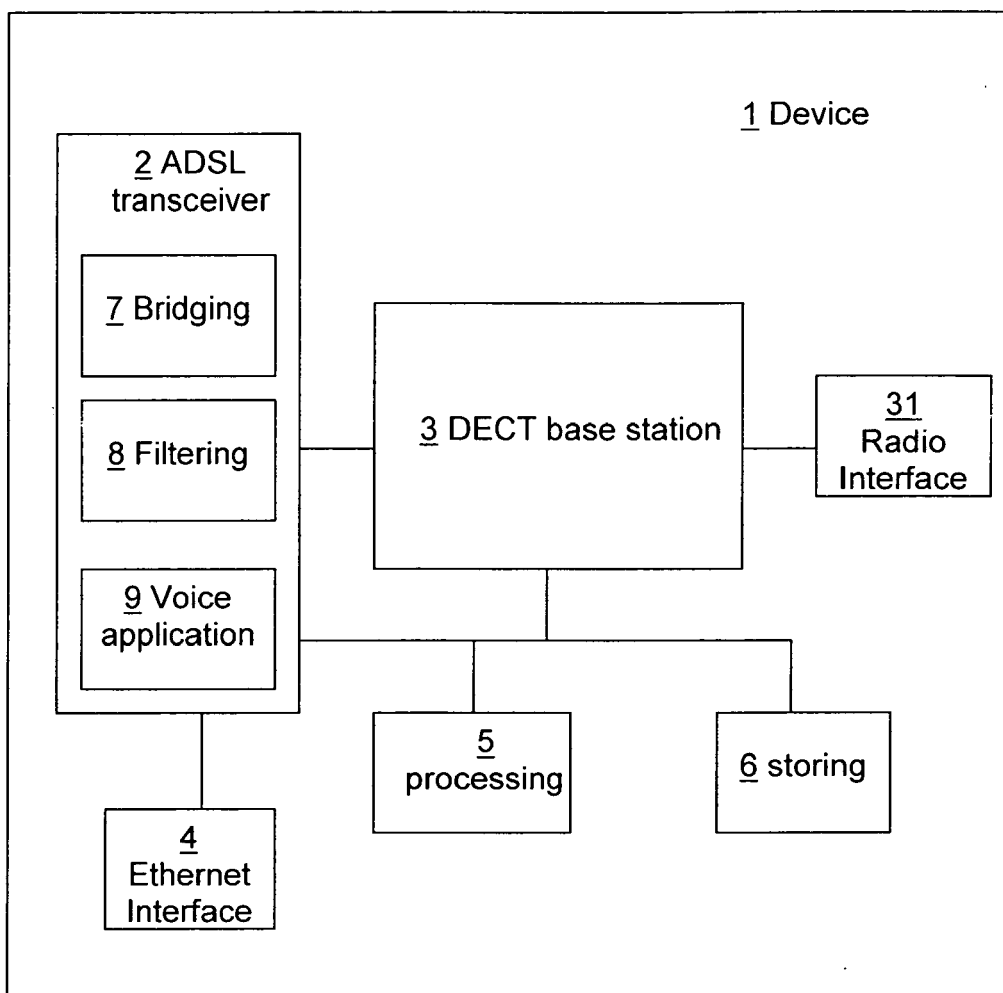 1 Device
2 ADSL
transceiver
7 Bridging
8 Filtering
9 Voice
application
3 DECT base station
31
Radio
Interface
5
processing
6 storing
4
Ethernet
Interface